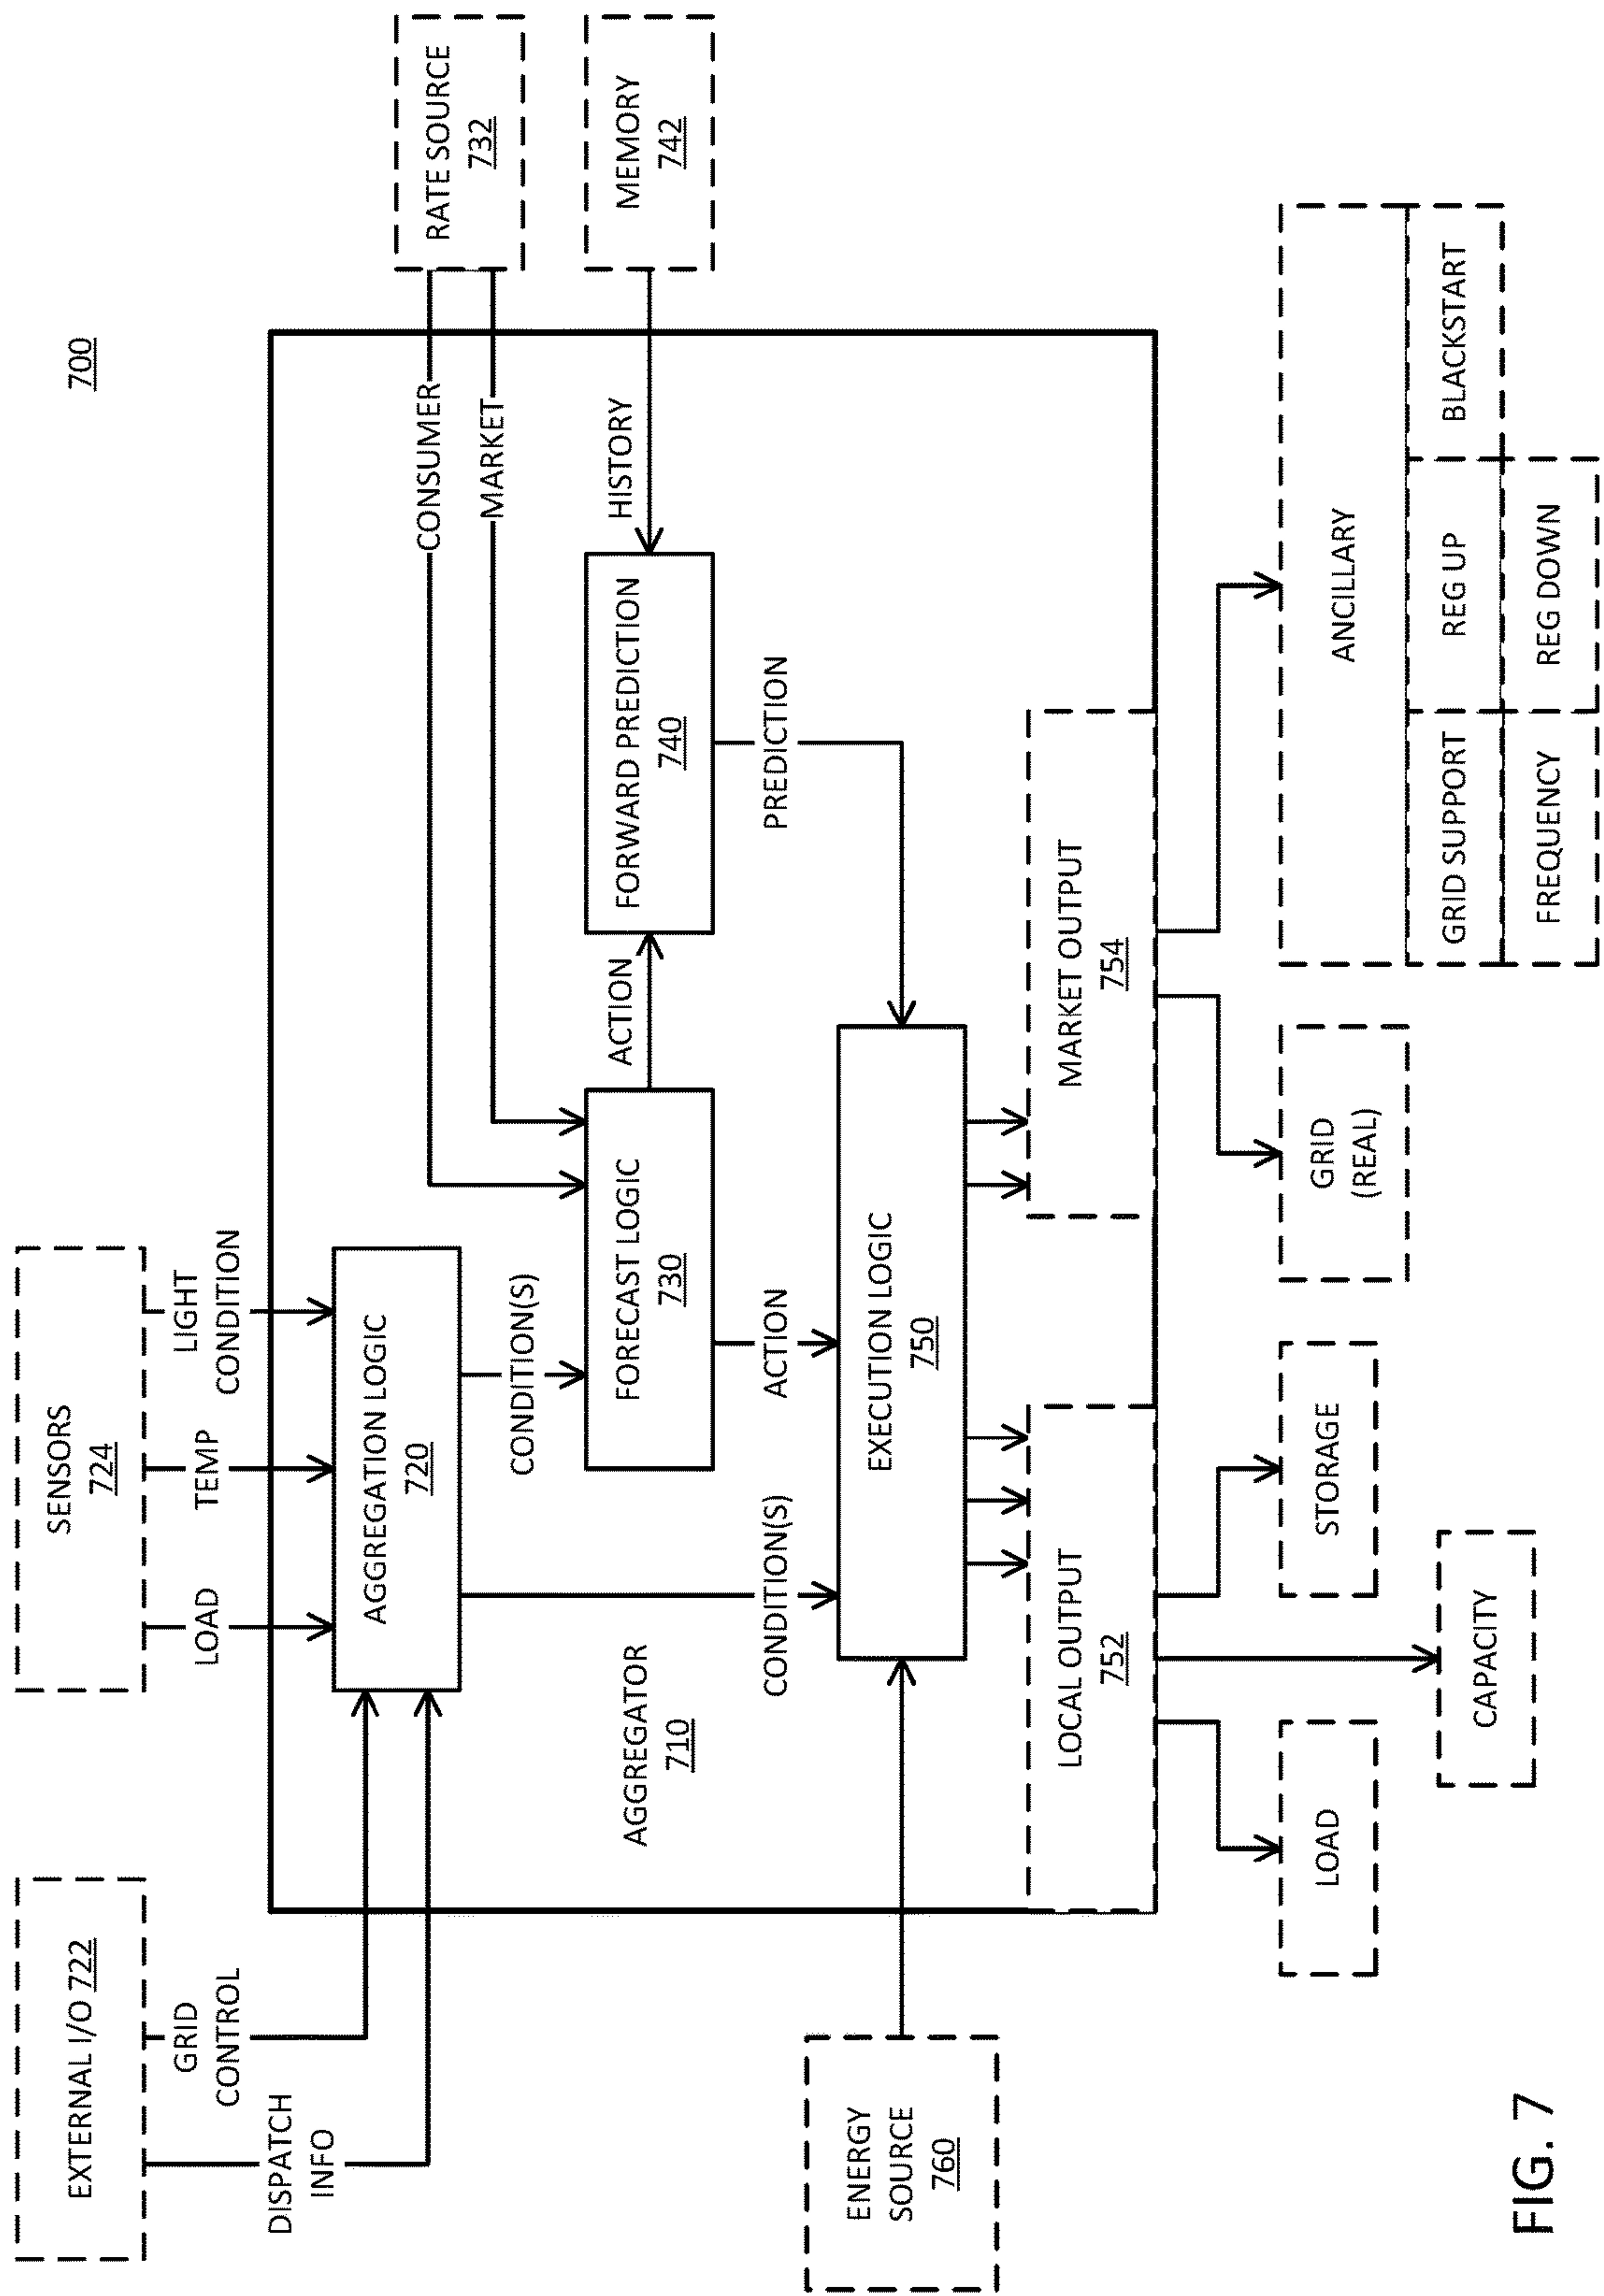 700
EXTERNAL I/O 722
SENSORS
724
GRID
CONTROL
DISPATCH
INFO
LOAD
TEMP
LIGHT
CONDITION
RATE SOURCE
732
CONSUMER
MARKET
AGGREGATION LOGIC
720
CONDITION(S)
MEMORY
742
HISTORY
FORECAST LOGIC
730
ACTION
FORWARD PREDICTION
740
AGGREGATOR
710
CONDITION(S)
ACTION
PREDICTION
ENERGY
SOURCE
760
EXECUTION LOGIC
750
LOCAL OUTPUT
752
MARKET OUTPUT
754
LOAD
STORAGE
GRID
(REAL)
ANCILLARY
CAPACITY
GRID SUPPORT
REG UP
BLACKSTART
FREQUENCY
REG DOWN
FIG. 7